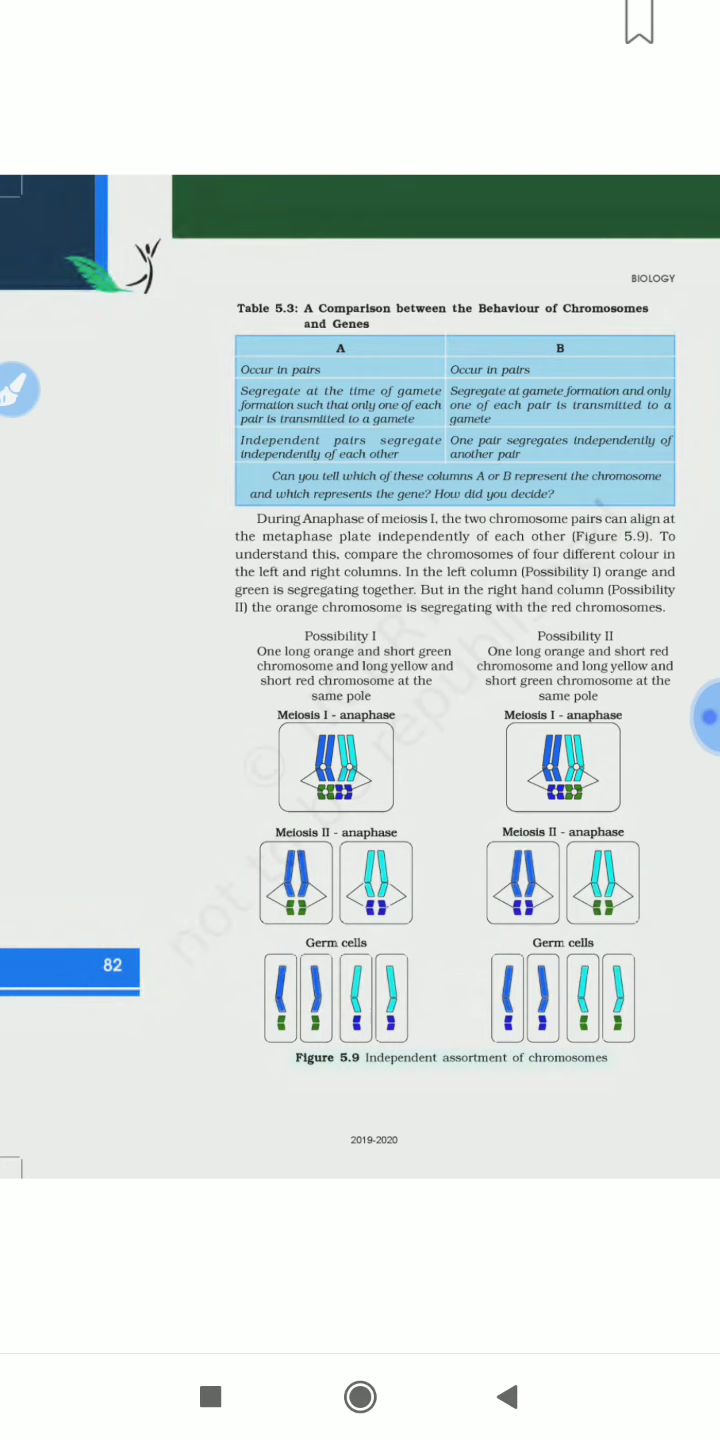 BIOLOGY
Table 5.3: A Comparison between the Behaviour of Chromosomes
and Genes
A
B
Occur in pairs
Occur in pairs
Segregate at the time of gamete
formation such that only one of each
pair is transmitted to a gamete
Segregate at gamete formation and only
one of each pair is transmitted to a
gamete
Independent pairs segregate
independently of each other
One pair segregates independently of
another pair
Can you tell which of these columns A or B represent the chromosome
and which represents the gene? How did you decide?
During Anaphase of meiosis I, the two chromosome pairs can align at
the metaphase plate independently of each other (Figure 5.9). To
understand this, compare the chromosomes of four different colour in
the left and right columns. In the left column (Possibility I) orange and
green is segregating together. But in the right hand column (Possibility
II) the orange chromosome is segregating with the red chromosomes.
Possibility I
One long orange and short green
chromosome and long yellow and
short red chromosome at the
same pole
Possibility II
One long orange and short red
chromosome and long yellow and
short green chromosome at the
same pole
Meiosis I - anaphase
Meiosis I - anaphase
Meiosis II - anaphase
Meiosis II - anaphase
Germ cells
Germ cells
82
Figure 5.9 Independent assortment of chromosomes
2019-2020